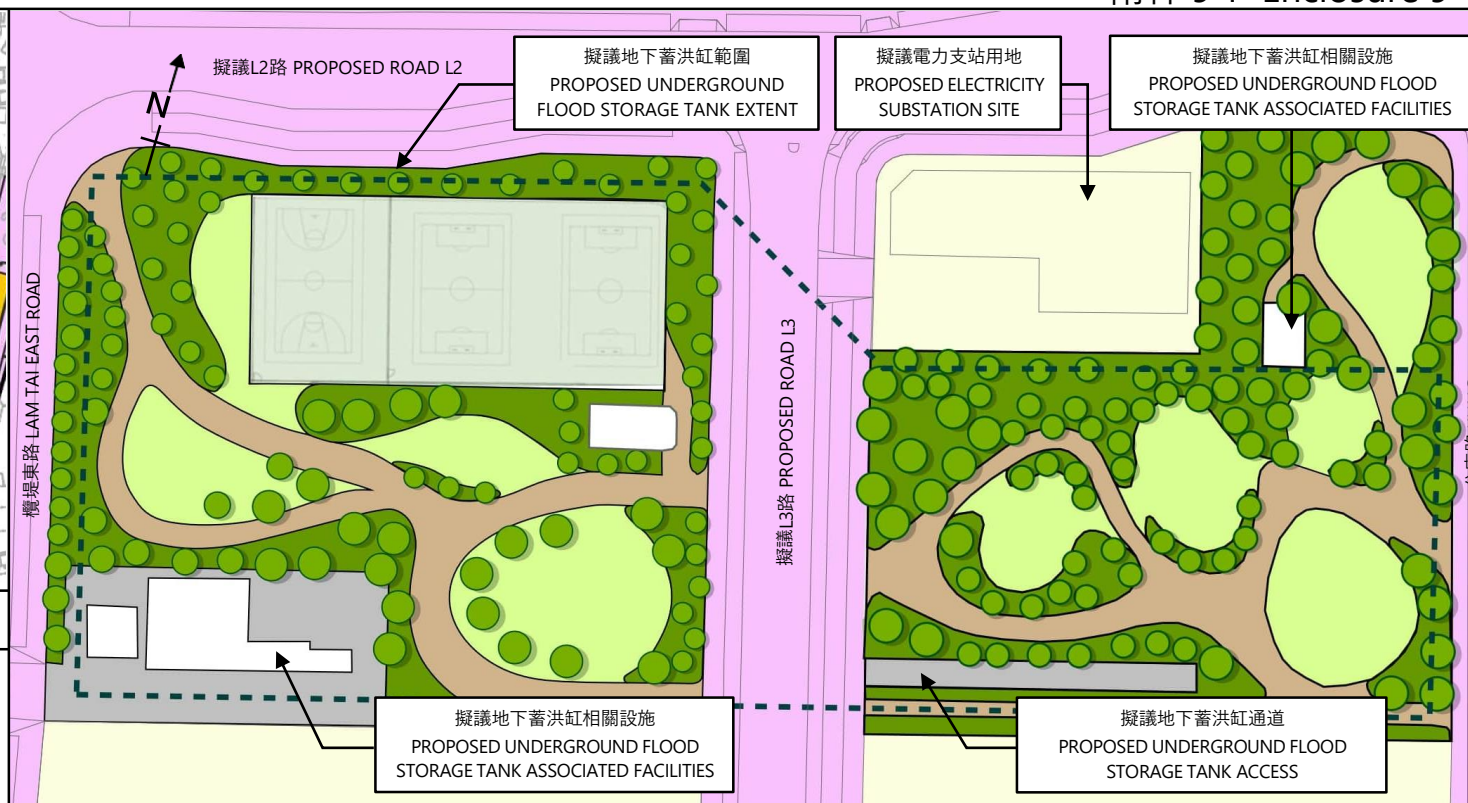 擬議L2路 PROPOSED ROAD L2
擬議地下蓄洪缸範圍
PROPOSED UNDERGROUND
FLOOD STORAGE TANK EXTENT
擬議電力支站用地
PROPOSED ELECTRICITY
SUBSTATION SITE
擬議地下蓄洪缸相關設施
PROPOSED UNDERGROUND FLOOD
STORAGE TANK ASSOCIATED FACILITIES
N
欖堤東路 LAM TAI EAST ROAD
擬議L3路 PROPOSED ROAD L3
擬議地下蓄洪缸相關設施
PROPOSED UNDERGROUND FLOOD
STORAGE TANK ASSOCIATED FACILITIES
擬議地下蓄洪缸通道
PROPOSED UNDERGROUND FLOOD
STORAGE TANK ACCESS